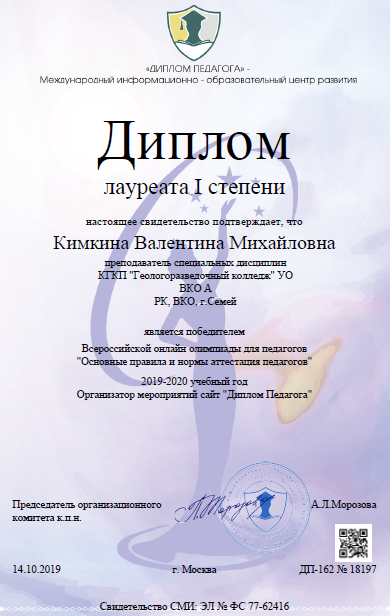 «ДИПЛОМ ПЕДАГОГА» -
Международный информационно - образовательный центр развития
Диплом
лауреата I степени
настоящее свидетельство подтверждает, что
Кимкина Валентина Михайловна
преподаватель специальных дисциплин
КГКП "Геологоразведочный колледж" УО
ВКО А
РК, ВКО, г.Семей
является победителем
Всероссийской онлайн олимпиады для педагогов
"Основные правила и нормы аттестация педагогов"
2019-2020 учебный год
Организатор мероприятий сайт "Диплом Педагога"
Председатель организационного
комитета к.п.н.
А.Л.Морозова
14.10.2019
г. Москва
ДП-162 № 18197
Свидетельство СМИ: ЭЛ № ФС 77-62416